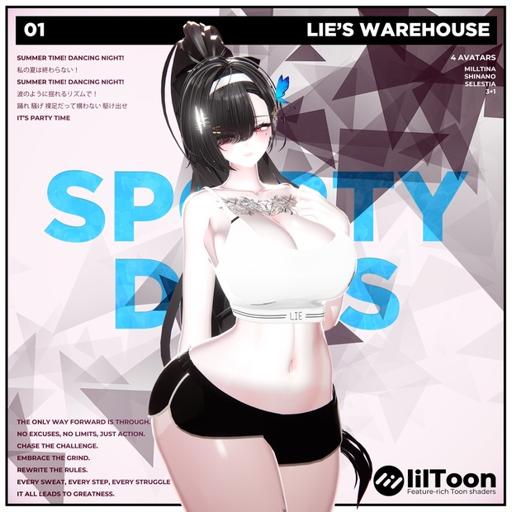 01
LIE'S WAREHOUSE
SUMMER TIME! DANCING NIGHT!
私の夏は終わらない！
SUMMER TIME! DANCING NIGHT!
波のように揺れるリズムで！
踊れ 騒げ 裸足だって構わない 駆け出せ
IT'S PARTY TIME
4 AVATARS
MILLTINA
SHINANO
SELESTIA
3+1
LIE
THE ONLY WAY FORWARD IS THROUGH.
NO EXCUSES, NO LIMITS, JUST ACTION.
CHASE THE CHALLENGE.
EMBRACE THE GRIND.
REWRITE THE RULES.
EVERY SWEAT, EVERY STEP, EVERY STRUGGLE
IT ALL LEADS TO GREATNESS.
lilToon
Feature-rich Toon shaders